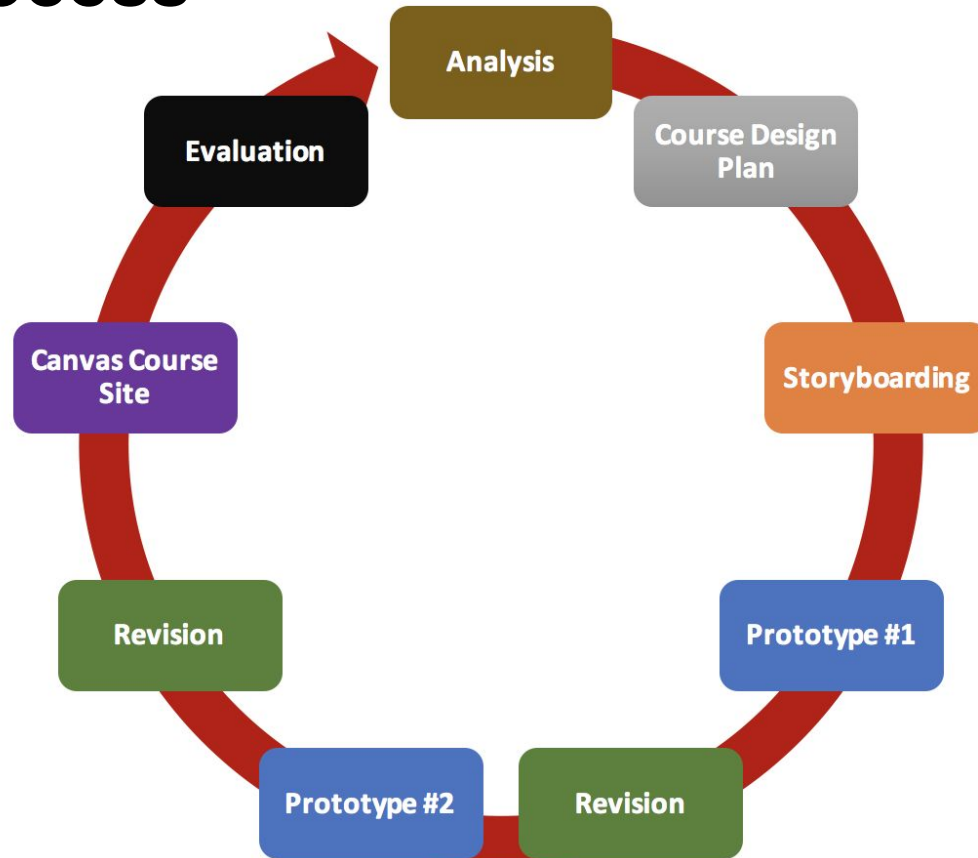 Analysis
Course Design
Plan
Storyboarding
Prototype #1
Revision
Prototype #2
Revision
Canvas Course
Site
Evaluation